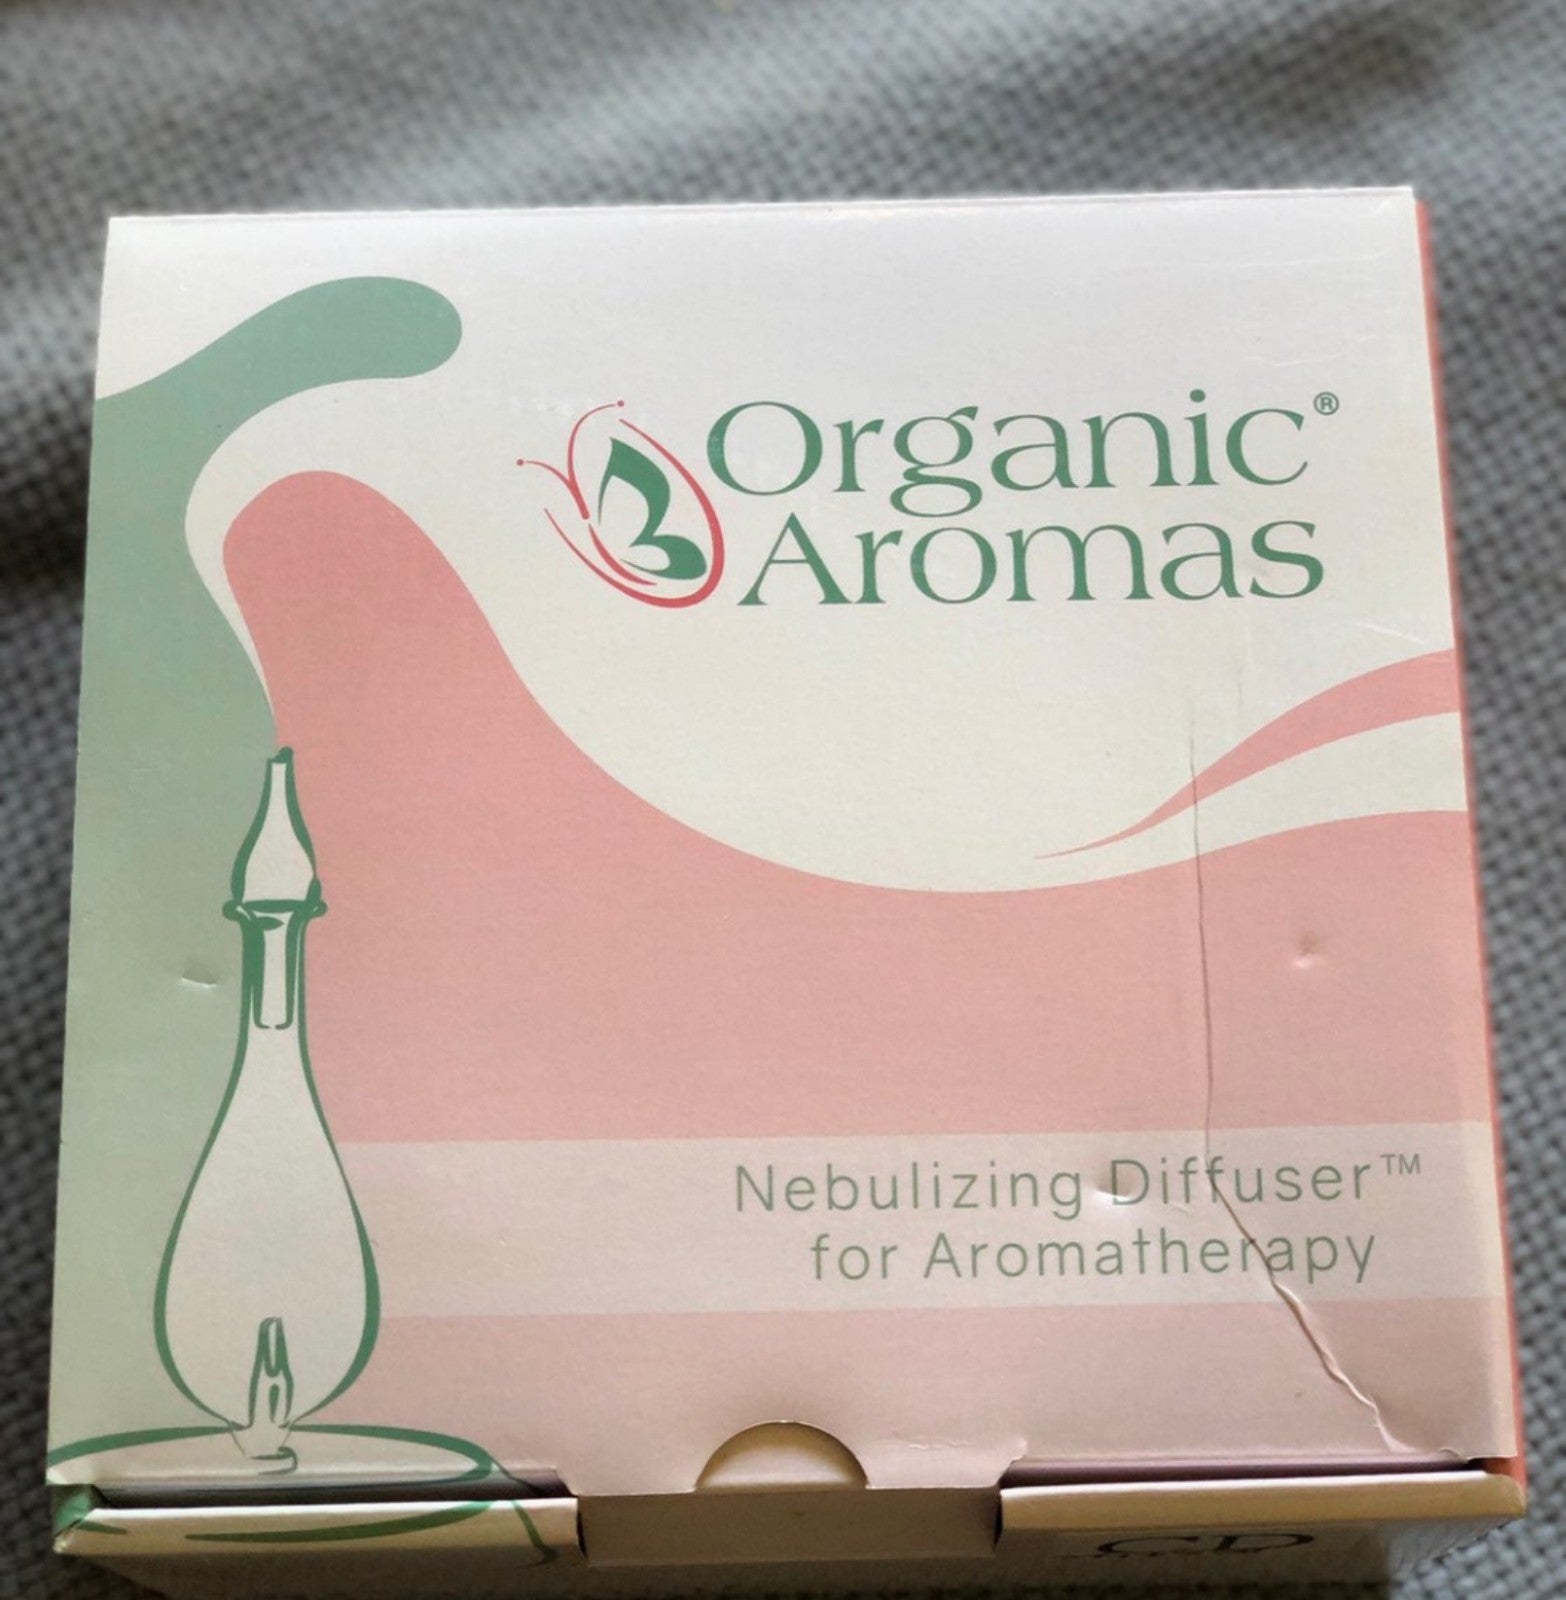 Organic®
Aromas
Nebulizing Diffuser™
for Aromatherapy